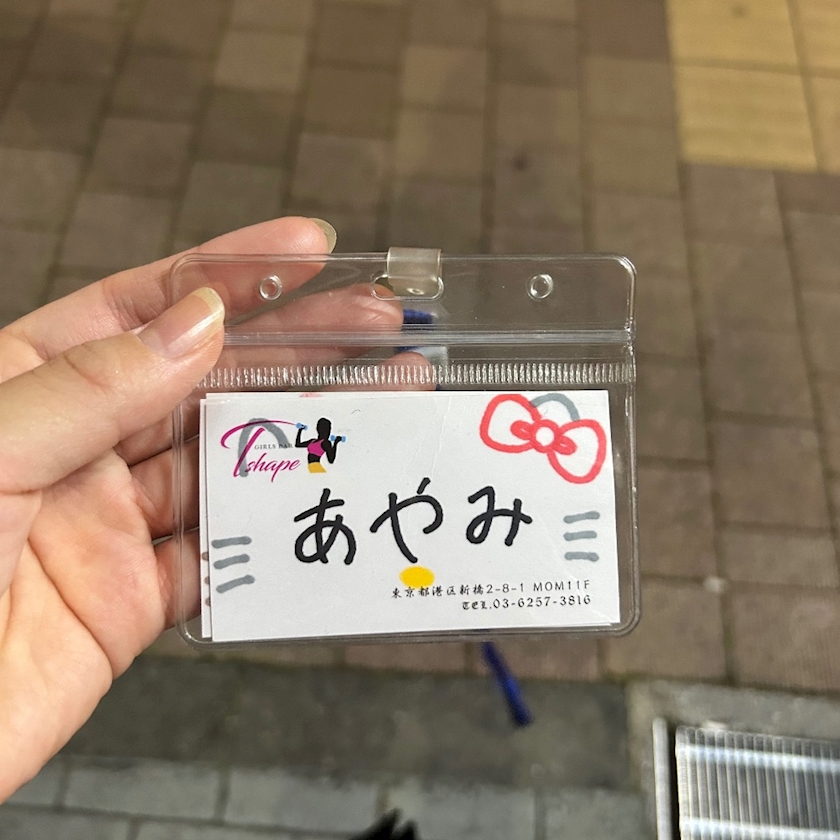 GIRLS BAR
Tshape
あやみ
東京都港区新橋2-8-1 MOM11F
TEL.03-6257-3816